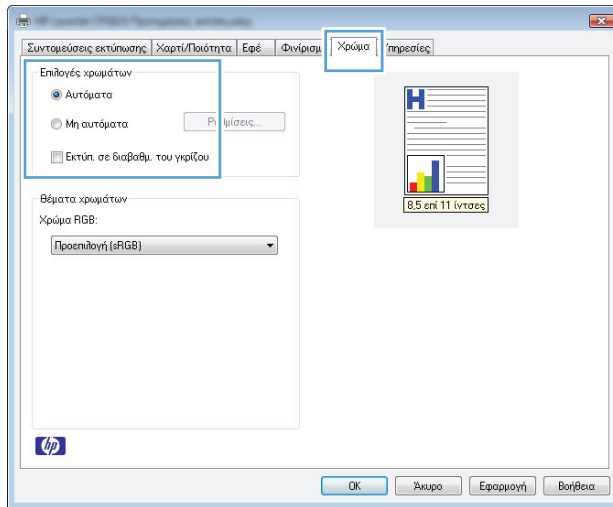 Συντομεύσεις εκτύπωσης Χαρτί/Ποιότητα Εφέ Φινίρισμ Χρώμα Υπηρεσίες
Επιλογές χρωμάτων
Αυτόματα
Μη αυτόματα
Ρυθμίσεις...
Εκτύπ. σε διαβαθμ. του γκρίζου
Θέματα χρωμάτων
Χρώμα RGB:
Προεπιλογή (sRGB)
H
8,5 επί 11 ίντσες
hp
OK Άκυρο Εφαρμογή Βοήθεια